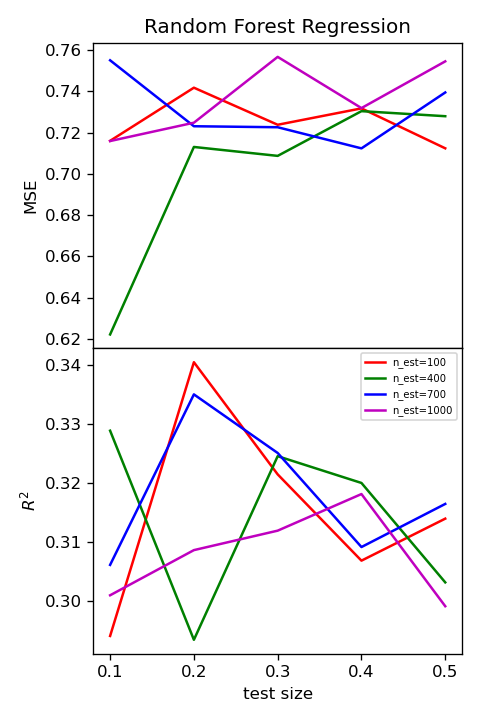 Random Forest Regression
0.76
0.74
0.72
0.70
0.68
0.66
0.64
0.62
MSE
0.34
0.33
0.32
0.31
0.30
R²
n_est=100
n_est=400
n_est=700
n_est=1000
0.1 0.2 0.3 0.4 0.5
test size